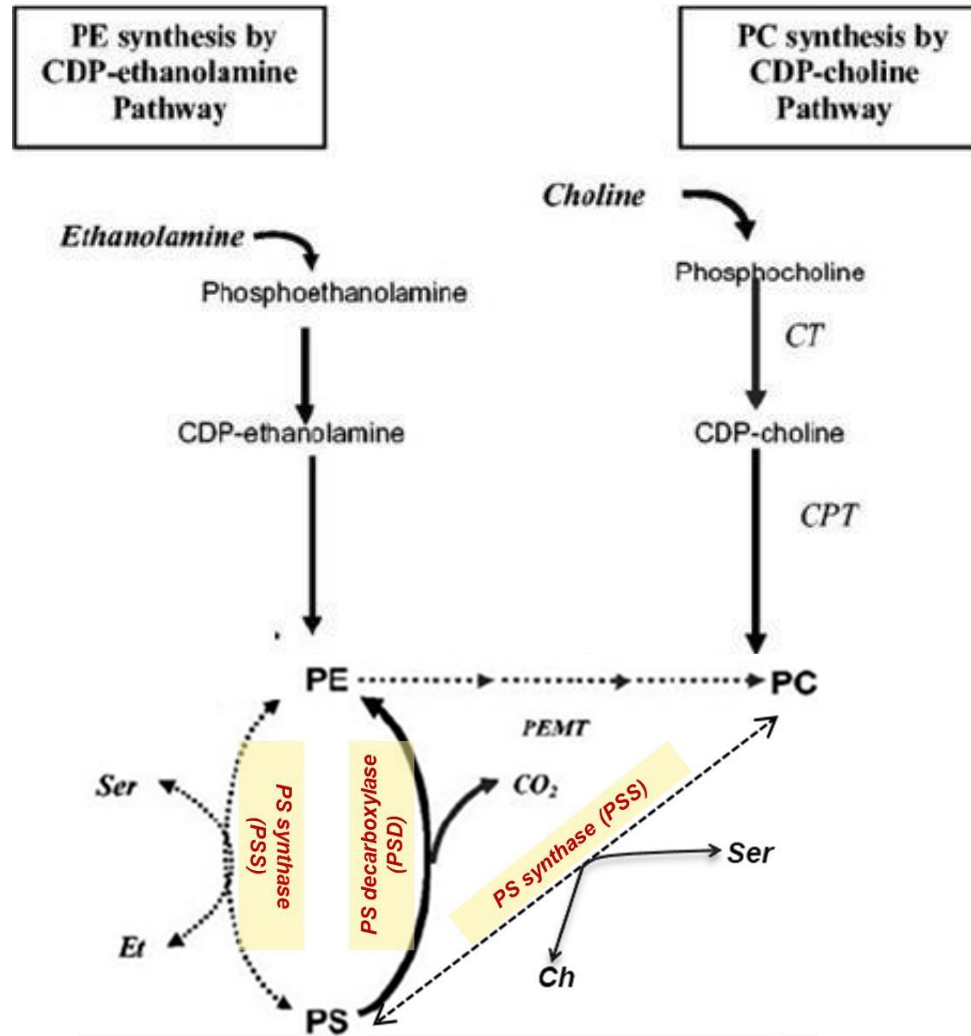 PE synthesis by
CDP-ethanolamine
Pathway
PC synthesis by
CDP-choline
Pathway
Ethanolamine
Choline
Phosphoethanolamine
Phosphocholine
CT
CDP-ethanolamine
CDP-choline
CPT
PE
PC
PEMT
Ser
PS synthase
(PSS)
PS decarboxylase
(PSD)
CO₂
PS synthase (PSS)
Ser
Et
Ch
PS